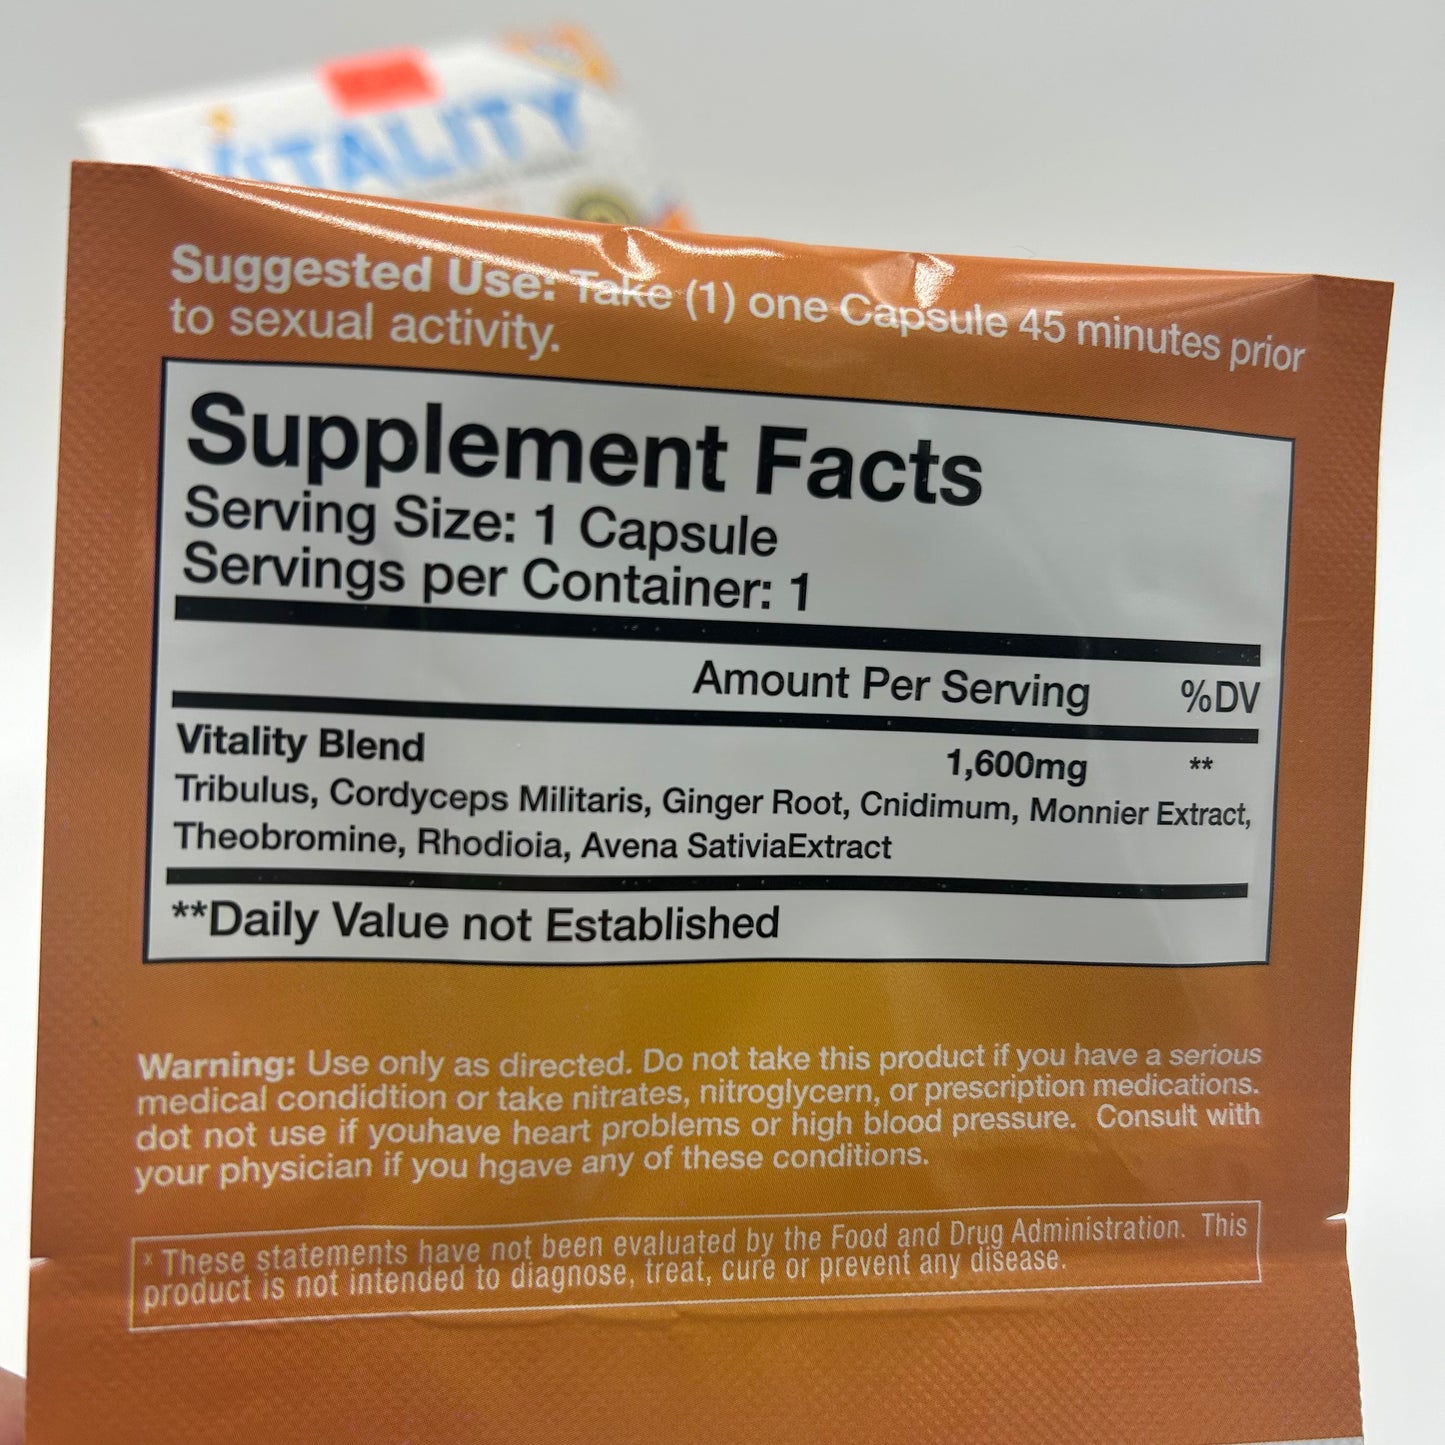 VITALITY
Suggested Use: Take (1) one Capsule 45 minutes prior
to sexual activity.
Supplement Facts
Serving Size: 1 Capsule
Servings per Container: 1
Amount Per Serving %DV
Vitality Blend 1,600mg **
Tribulus, Cordyceps Militaris, Ginger Root, Cnidimum, Monnier Extract,
Theobromine, Rhodioia, Avena SativiaExtract
**Daily Value not Established
Warning: Use only as directed. Do not take this product if you have a serious
medical condidtion or take nitrates, nitroglycern, or prescription medications.
dot not use if youhave heart problems or high blood pressure. Consult with
your physician if you hgave any of these conditions.
x These statements have not been evaluated by the Food and Drug Administration. This
product is not intended to diagnose, treat, cure or prevent any disease.